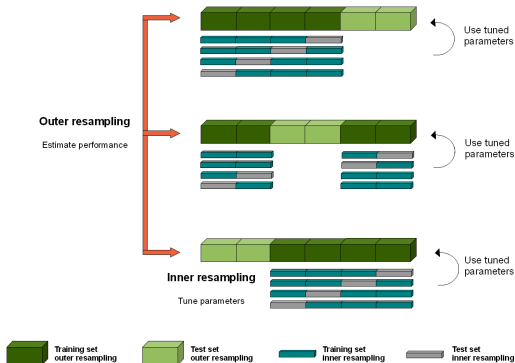 Use tuned
parameters
Outer resampling
Estimate performance
Use tuned
parameters
Use tuned
parameters
Inner resampling
Tune parameters
Training set
outer resampling
Test set
outer resampling
Training set
inner resampling
Test set
inner resampling